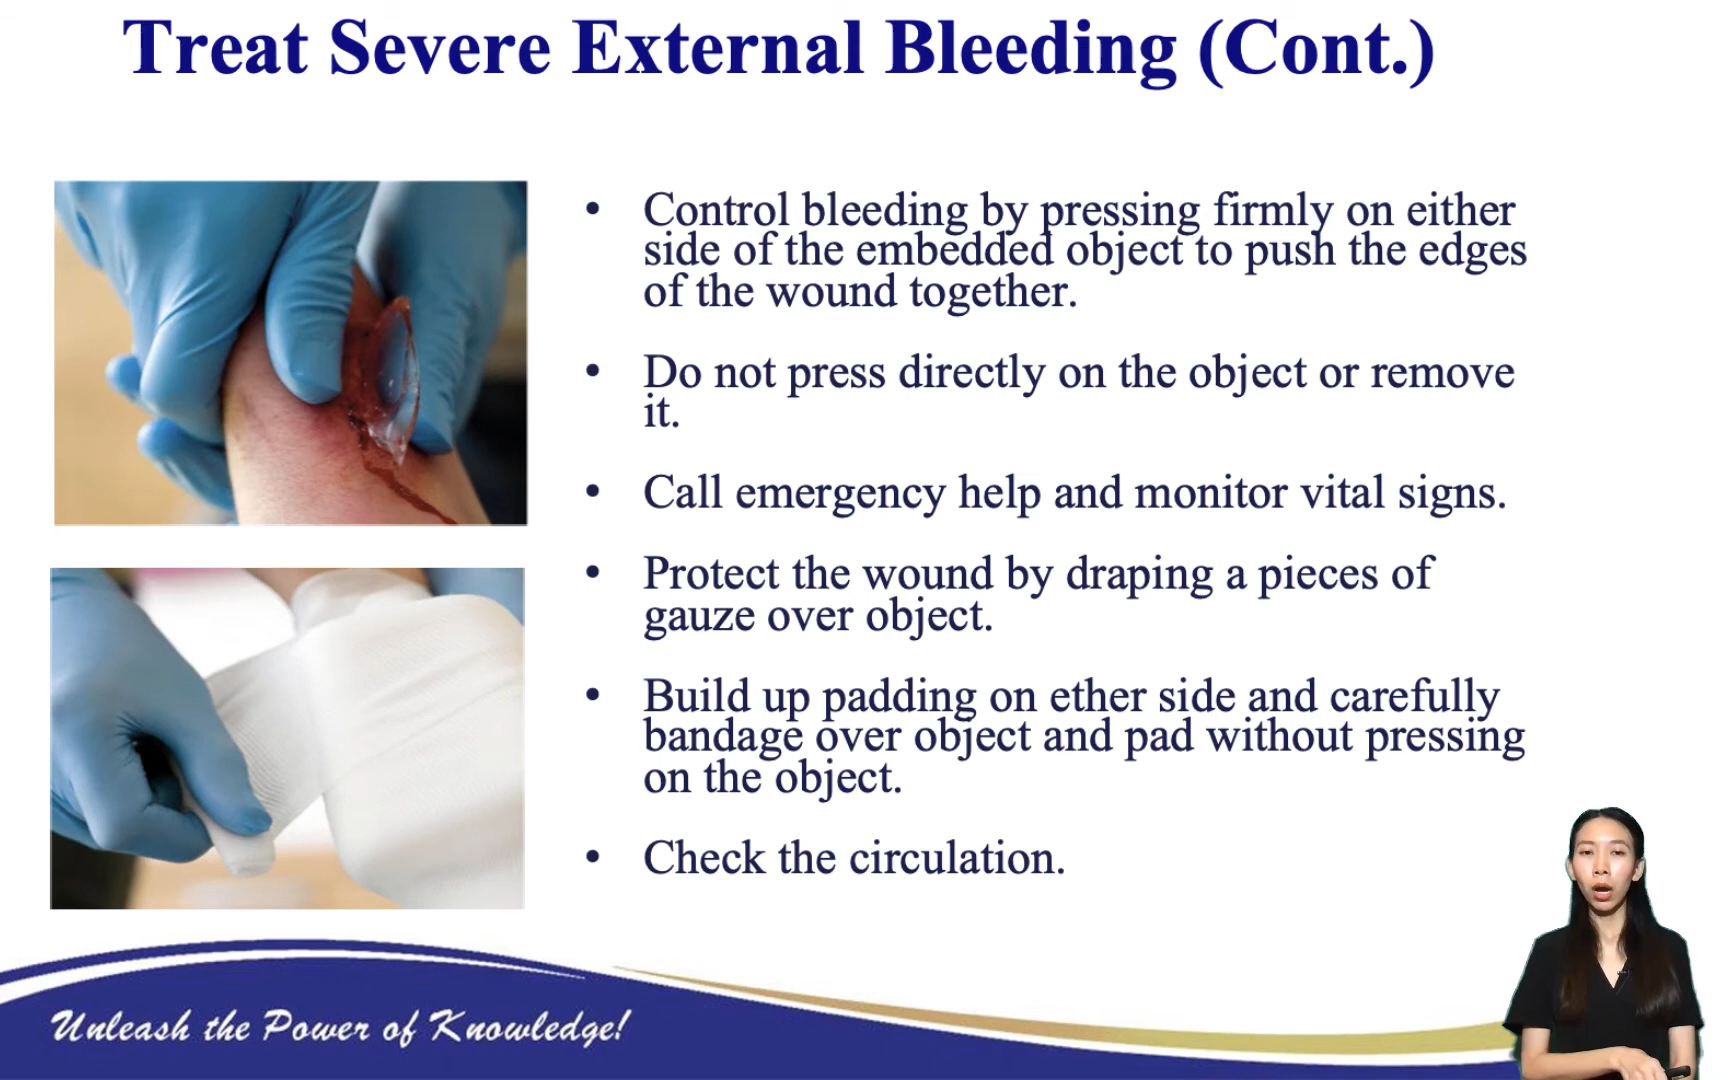 Treat Severe External Bleeding (Cont.)
• Control bleeding by pressing firmly on either
side of the embedded object to push the edges
of the wound together.
• Do not press directly on the object or remove
it.
• Call emergency help and monitor vital signs.
• Protect the wound by draping a pieces of
gauze over object.
• Build up padding on ether side and carefully
bandage over object and pad without pressing
on the object.
• Check the circulation.
Unleash the Power of Knowledge!